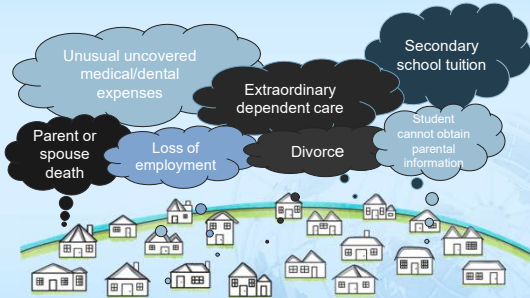 Unusual uncovered
medical/dental
expenses
Secondary
school tuition
Extraordinary
dependent care
Parent or
spouse
death
Loss of
employment
Divorce
Student
cannot obtain
parental
information